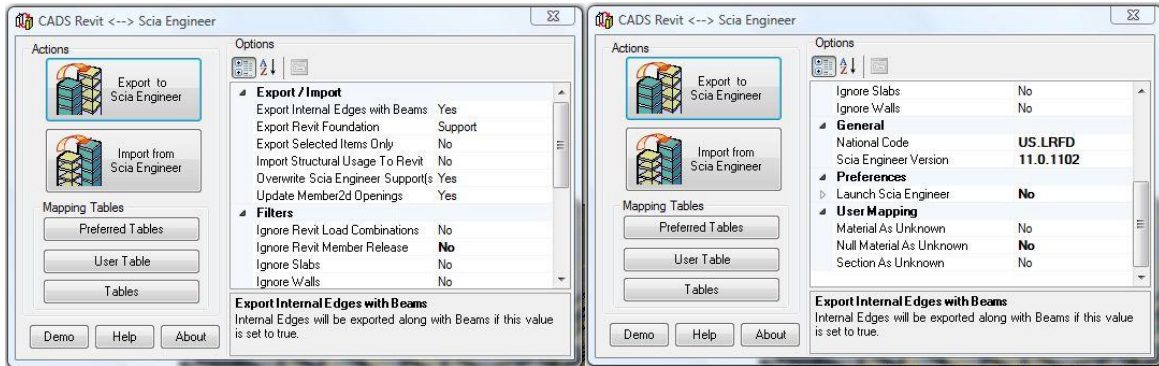 CADS Revit <--> Scia Engineer
Actions
Export to
Scia Engineer
Import from
Scia Engineer
Mapping Tables
Preferred Tables
User Table
Tables
Demo Help About
Options
Export / Import
Export Internal Edges with Beams Yes
Export Revit Foundation Support
Export Selected Items Only No
Import Structural Usage To Revit No
Overwrite Scia Engineer Support(s Yes
Update Member2d Openings Yes
Filters
Ignore Revit Load Combinations No
Ignore Revit Member Release No
Ignore Slabs No
Ignore Walls No
Export Internal Edges with Beams
Internal Edges will be exported along with Beams if this value
is set to true.
CADS Revit <--> Scia Engineer
Actions
Export to
Scia Engineer
Import from
Scia Engineer
Mapping Tables
Preferred Tables
User Table
Tables
Demo Help About
Options
Ignore Slabs No
Ignore Walls No
General
National Code US.LRFD
Scia Engineer Version 11.0.1102
Preferences
Launch Scia Engineer No
User Mapping
Material As Unknown No
Null Material As Unknown No
Section As Unknown No
Export Internal Edges with Beams
Internal Edges will be exported along with Beams if this value
is set to true.